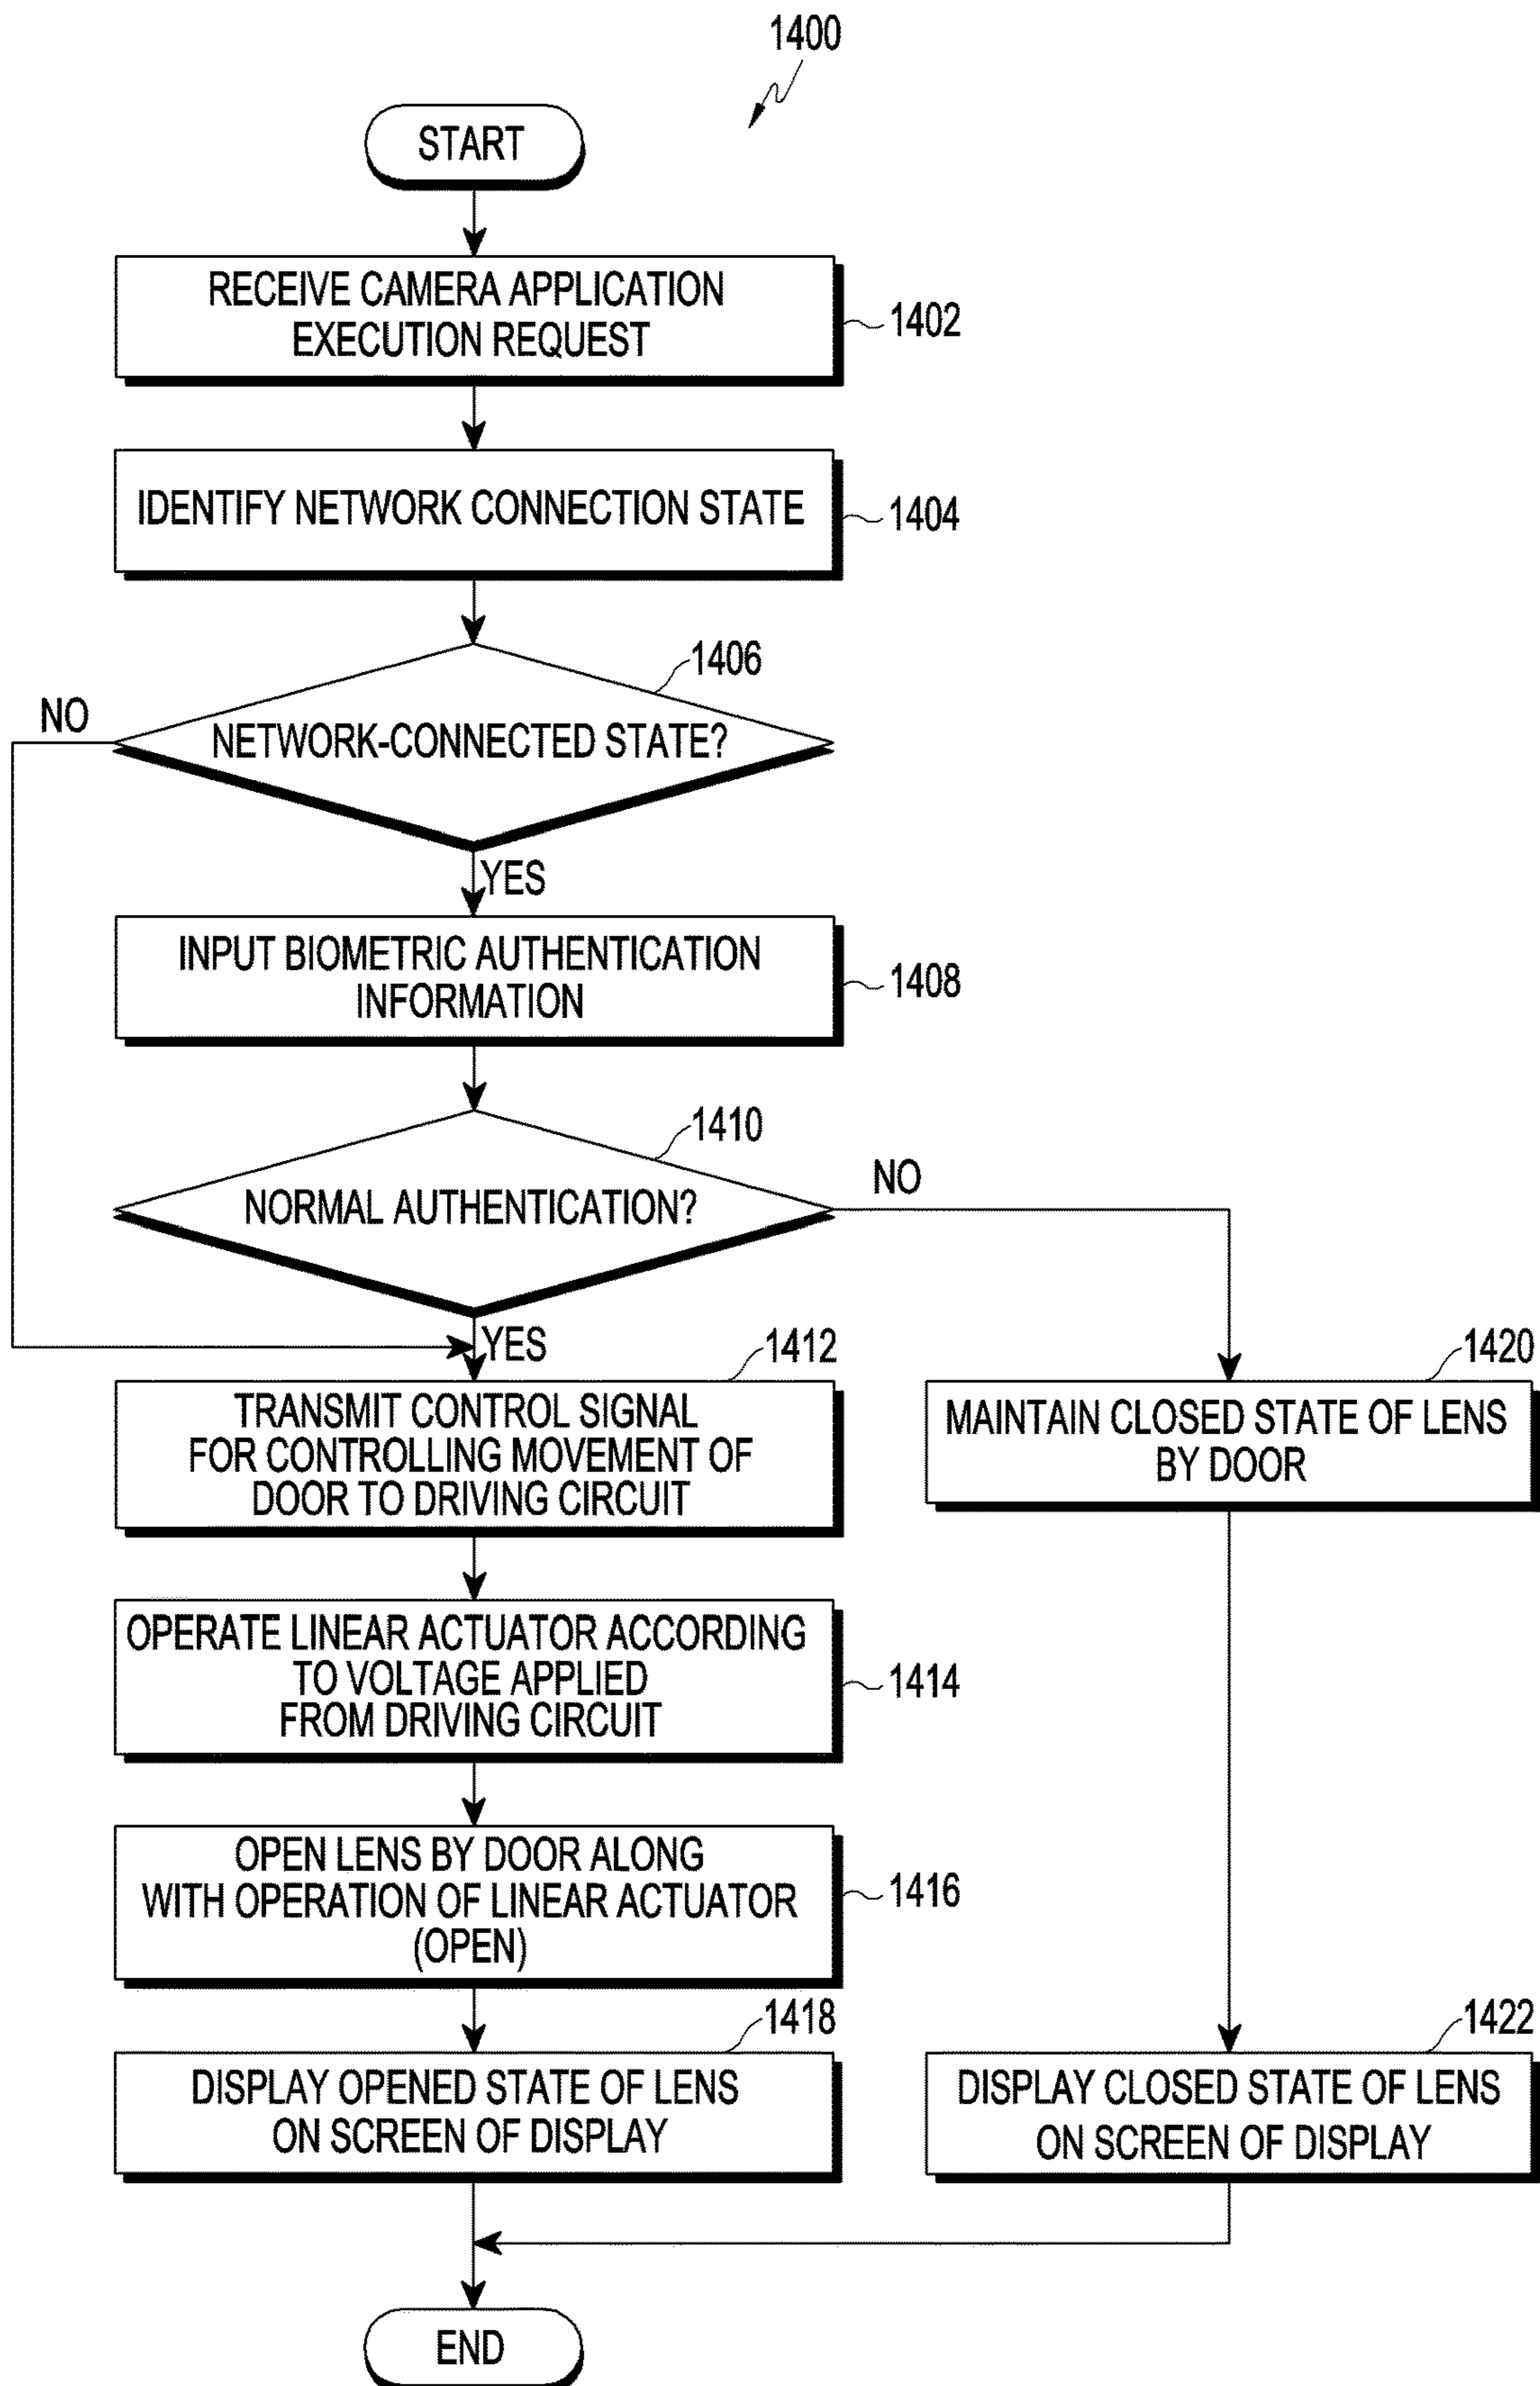 1400
START
RECEIVE CAMERA APPLICATION
EXECUTION REQUEST
1402
IDENTIFY NETWORK CONNECTION STATE
1404
1406
NO
NETWORK-CONNECTED STATE?
YES
INPUT BIOMETRIC AUTHENTICATION
INFORMATION
1408
1410
NO
NORMAL AUTHENTICATION?
YES
1412
TRANSMIT CONTROL SIGNAL
FOR CONTROLLING MOVEMENT OF
DOOR TO DRIVING CIRCUIT
1420
MAINTAIN CLOSED STATE OF LENS
BY DOOR
OPERATE LINEAR ACTUATOR ACCORDING
TO VOLTAGE APPLIED
FROM DRIVING CIRCUIT
1414
OPEN LENS BY DOOR ALONG
WITH OPERATION OF LINEAR ACTUATOR
(OPEN)
1416
1418
DISPLAY OPENED STATE OF LENS
ON SCREEN OF DISPLAY
1422
DISPLAY CLOSED STATE OF LENS
ON SCREEN OF DISPLAY
END